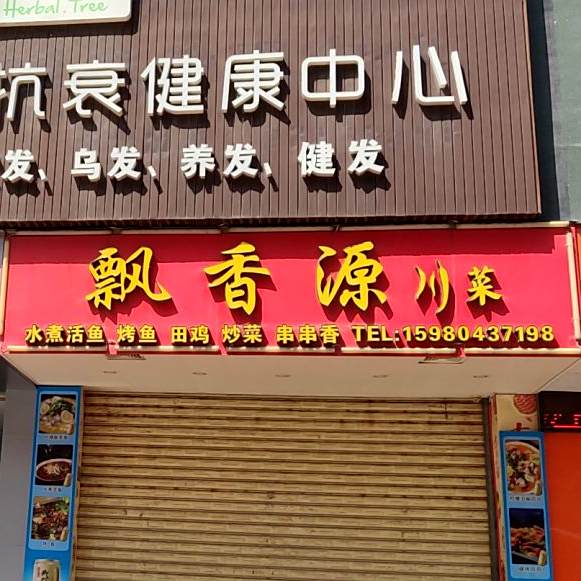 Herbal.Tree
抗衰健康中心
发、乌发、养发、健发
飘香源川菜
水煮活鱼 烤鱼 田鸡 炒菜 串串香 TEL:15980437198